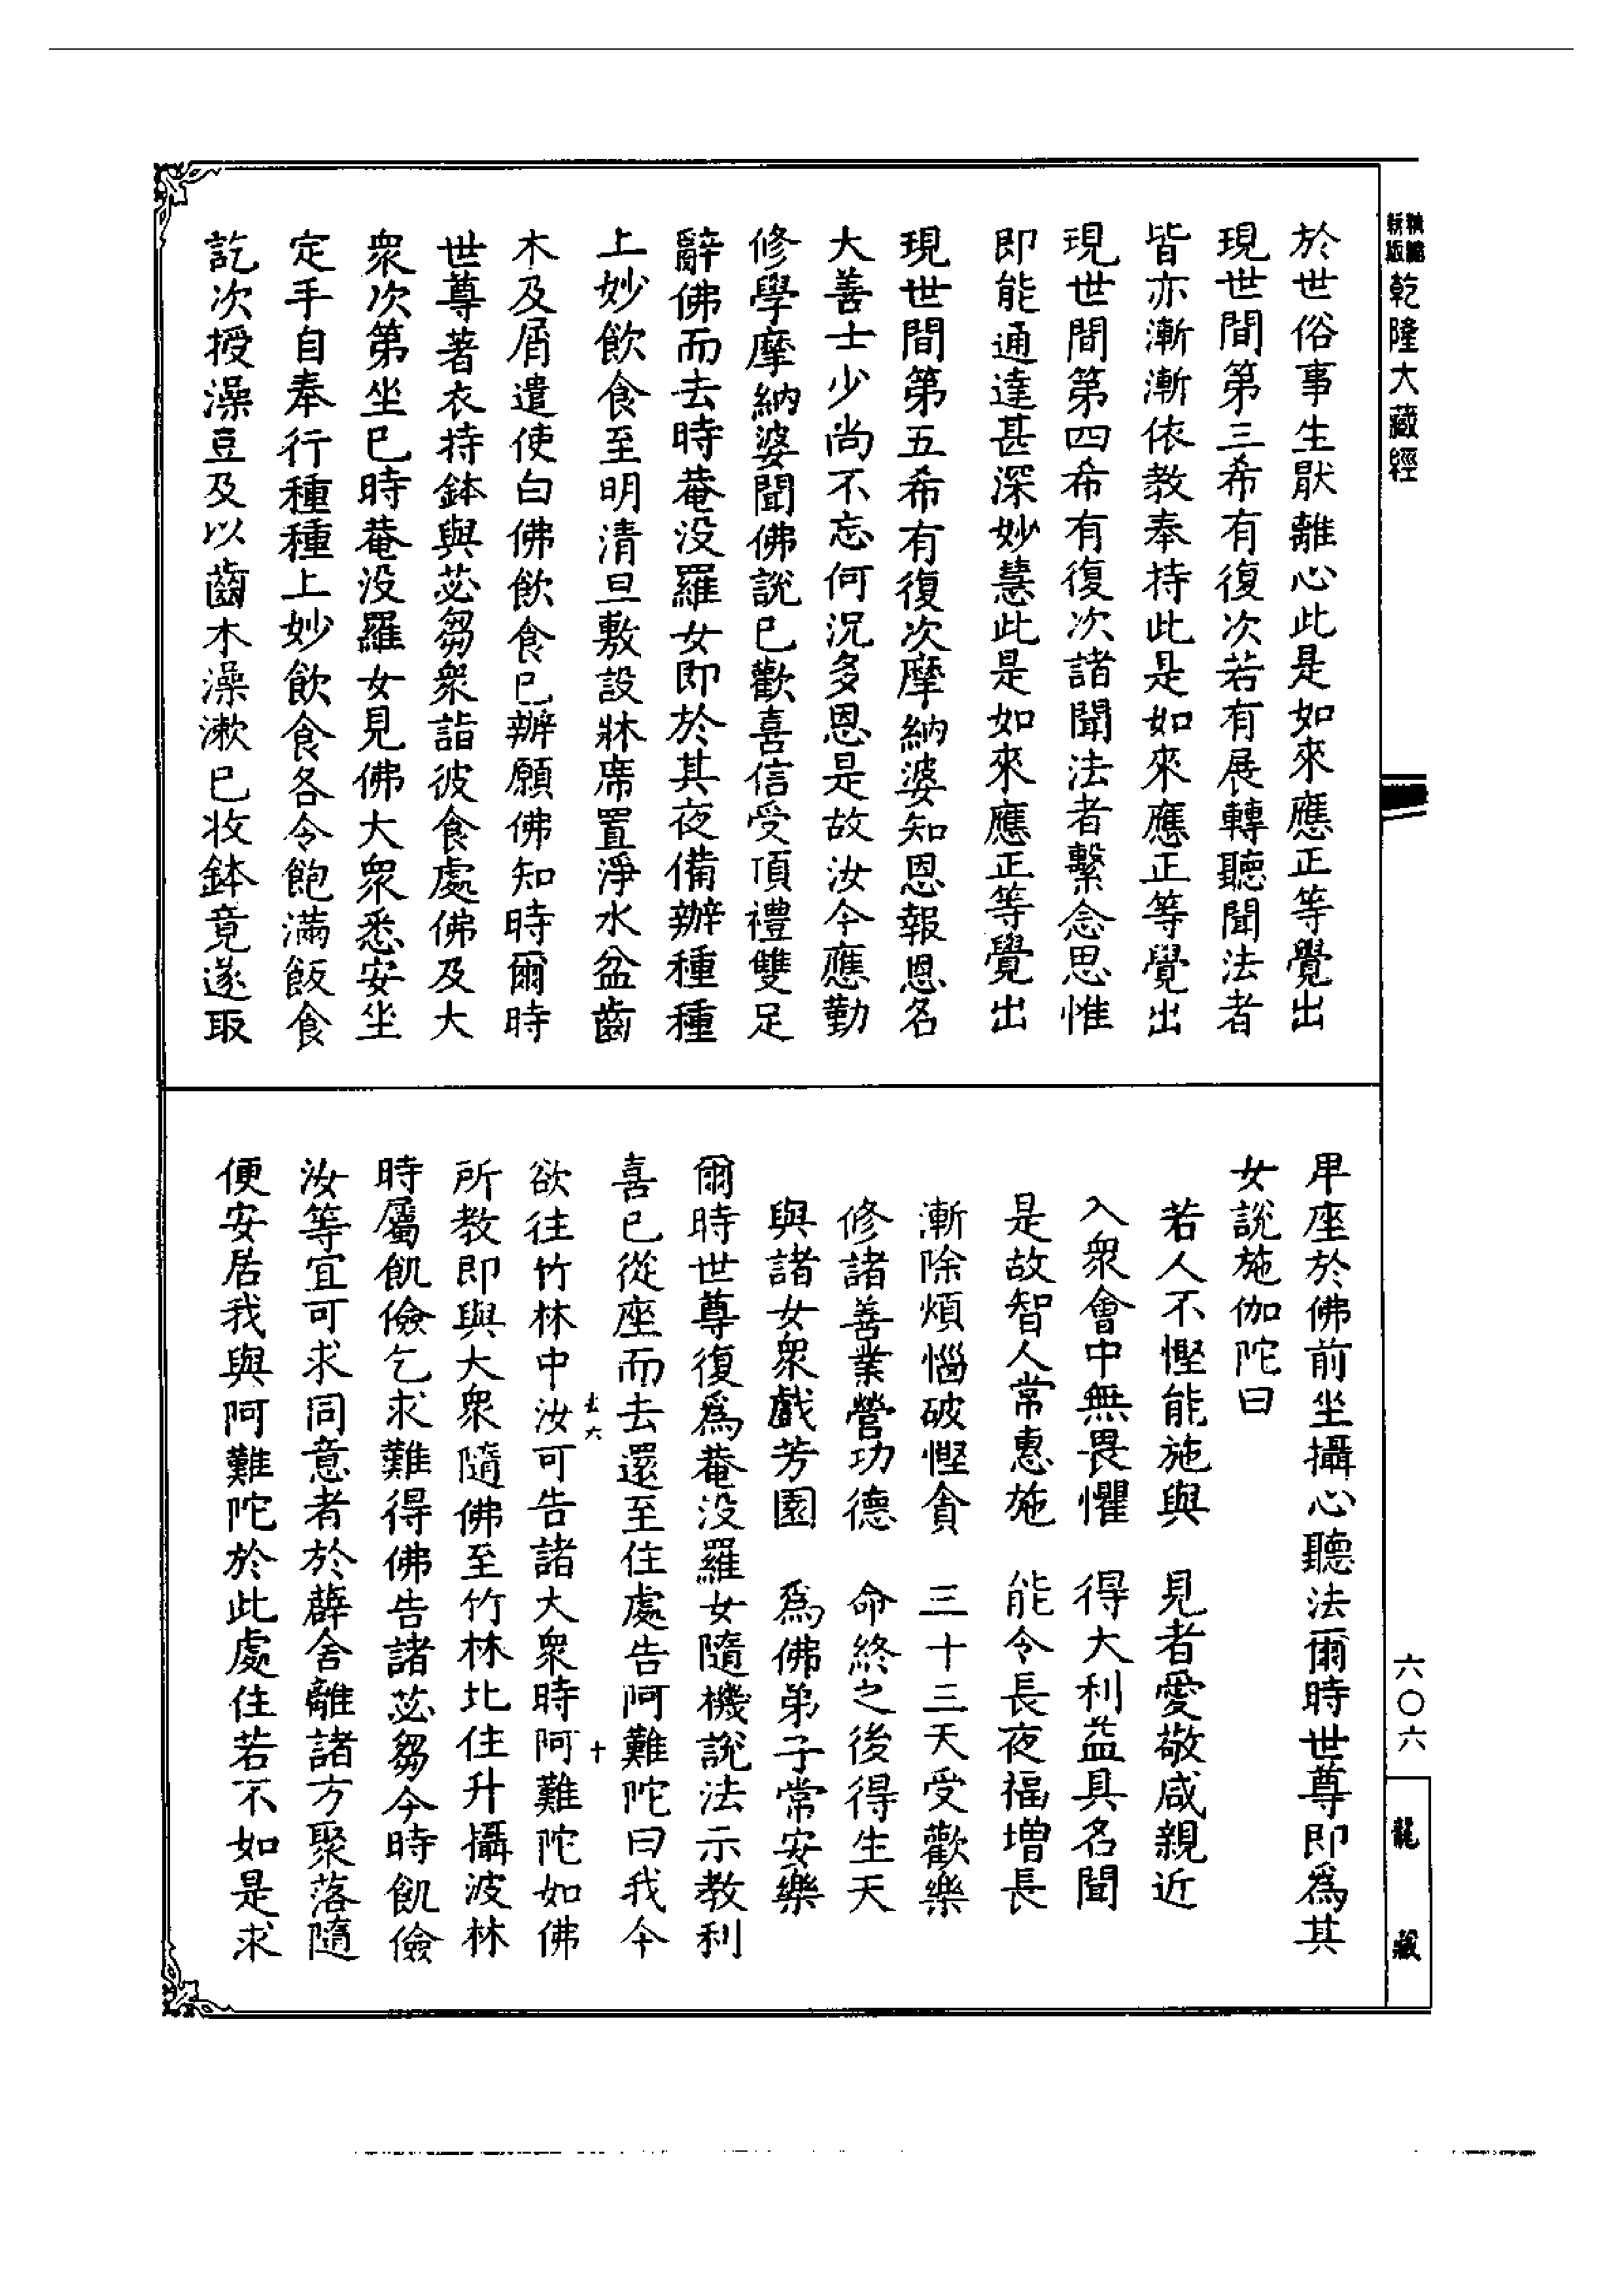 乾隆大藏經
於世俗事生猒離心此是如來應正等覺出
現世間第三希有復次若有展轉聽聞法者
皆亦漸漸依教奉持此是如來應正等覺出
現世間第四希有復次諸聞法者繫念思惟
即能通達甚深妙慧此是如來應正等覺出
現世間第五希有復次摩納婆知恩報恩名
大善士少尚不忘何況多恩是故汝今應勤
修學摩納婆聞佛說已歡喜信受頂禮雙足
辭佛而去時菴没羅女即於其夜備辦種種
上妙飲食至明清旦敷設牀席置淨水盆齒
木及屑遣使白佛飲食已辦願佛知時爾時
世尊著衣持鉢與苾芻衆詣彼食處佛及大
衆次第坐已時菴没羅女見佛大衆悉安坐
定手自奉行種種上妙飲食各令飽滿飯食
訖次授澡豆及以齒木澡漱已收鉢竟遂取
卑座於佛前坐攝心聽法爾時世尊即爲其
女說施伽陀曰
若人不慳能施與　見者愛敬咸親近
入衆會中無畏懼　得大利益具名聞
是故智人常惠施　能令長夜福增長
漸除煩惱破慳貪　三十三天受歡樂
修諸善業營功德　命終之後得生天
與諸女衆戲芳園　爲佛弟子常安樂
爾時世尊復爲菴没羅女隨機說法示教利
喜已從座而去還至住處告阿難陀曰我今
欲往竹林中汝可告諸大衆時阿難陀如佛
所教即與大衆隨佛至竹林北住升攝波林
時屬飢儉乞求難得佛告諸苾芻今時飢儉
汝等宜可求同意者於薜舍離諸方聚落隨
便安居我與阿難陀於此處住若不如是求
六〇六
龍藏